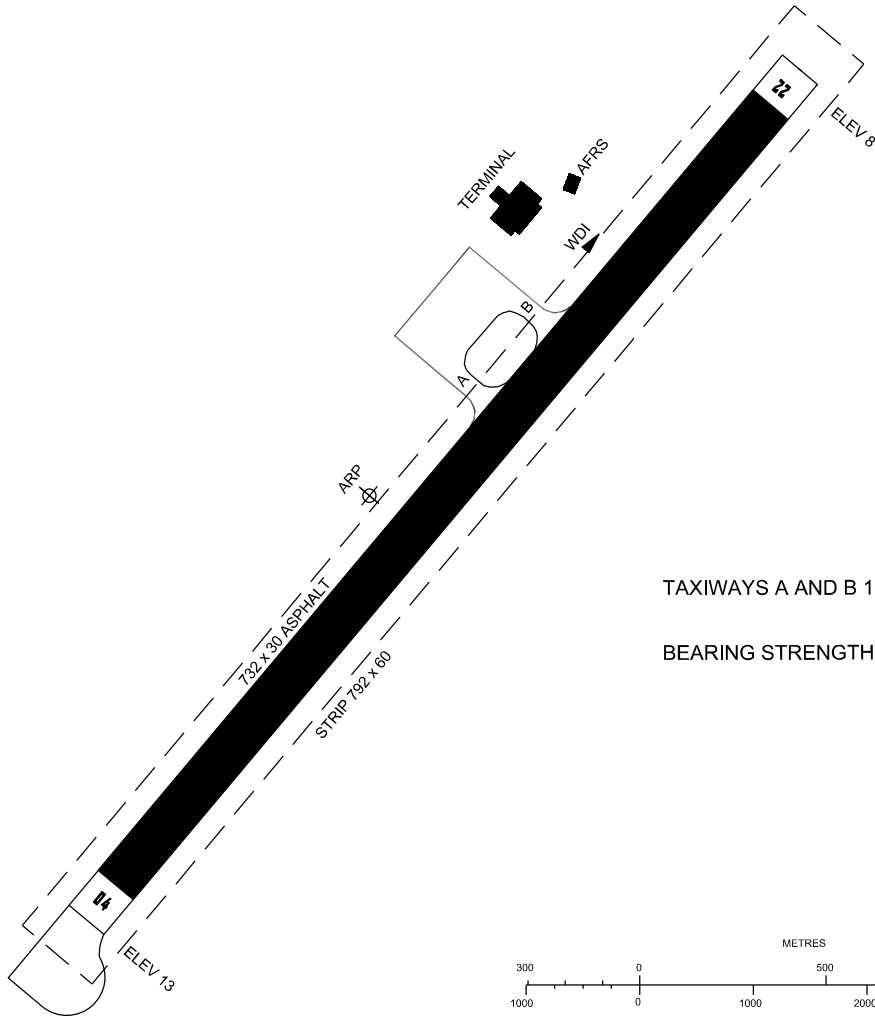 22
ELEV 8
AFRS
TERMINAL
WDI
B
A
ARP
TAXIWAYS A AND B 1
732 x 30 ASPHALT
BEARING STRENGTH
STRIP 792 x 60
04
ELEV 13
METRES
300 0 500
1000 0 1000 2000